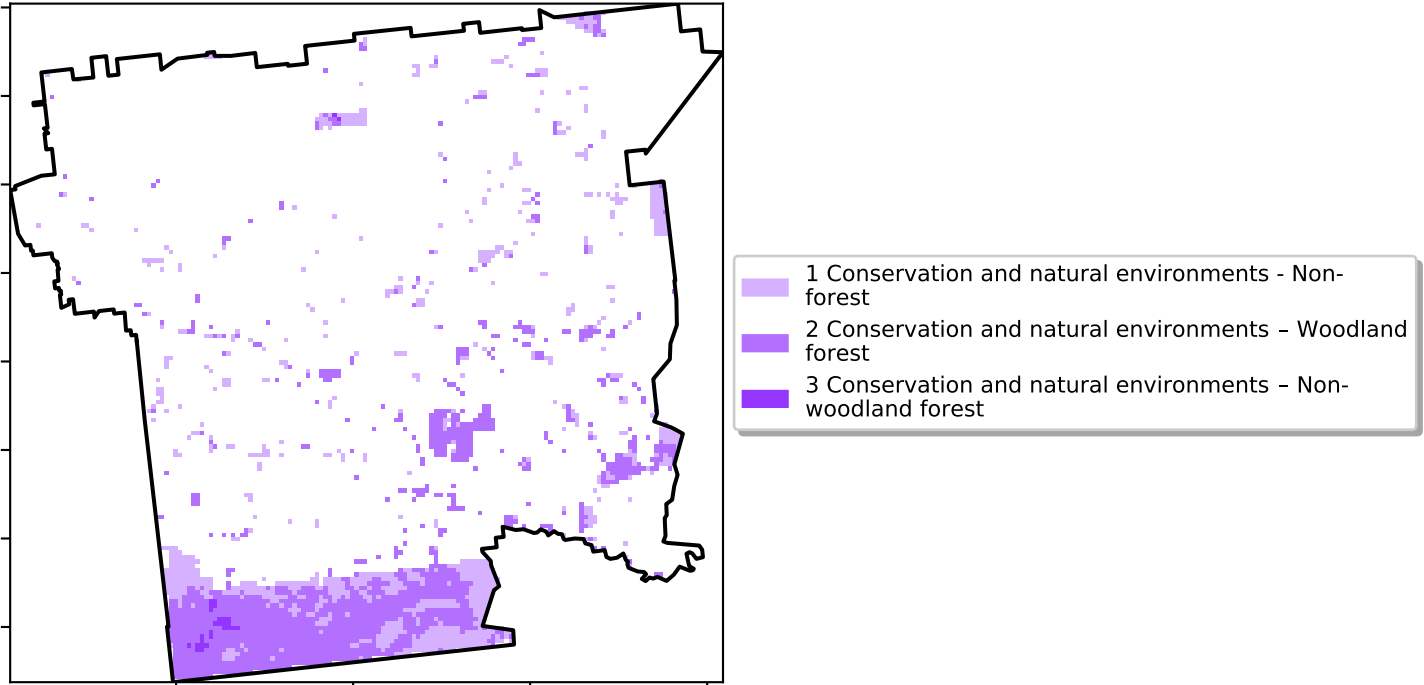 1 Conservation and natural environments - Non-
forest
2 Conservation and natural environments – Woodland
forest
3 Conservation and natural environments – Non-
woodland forest